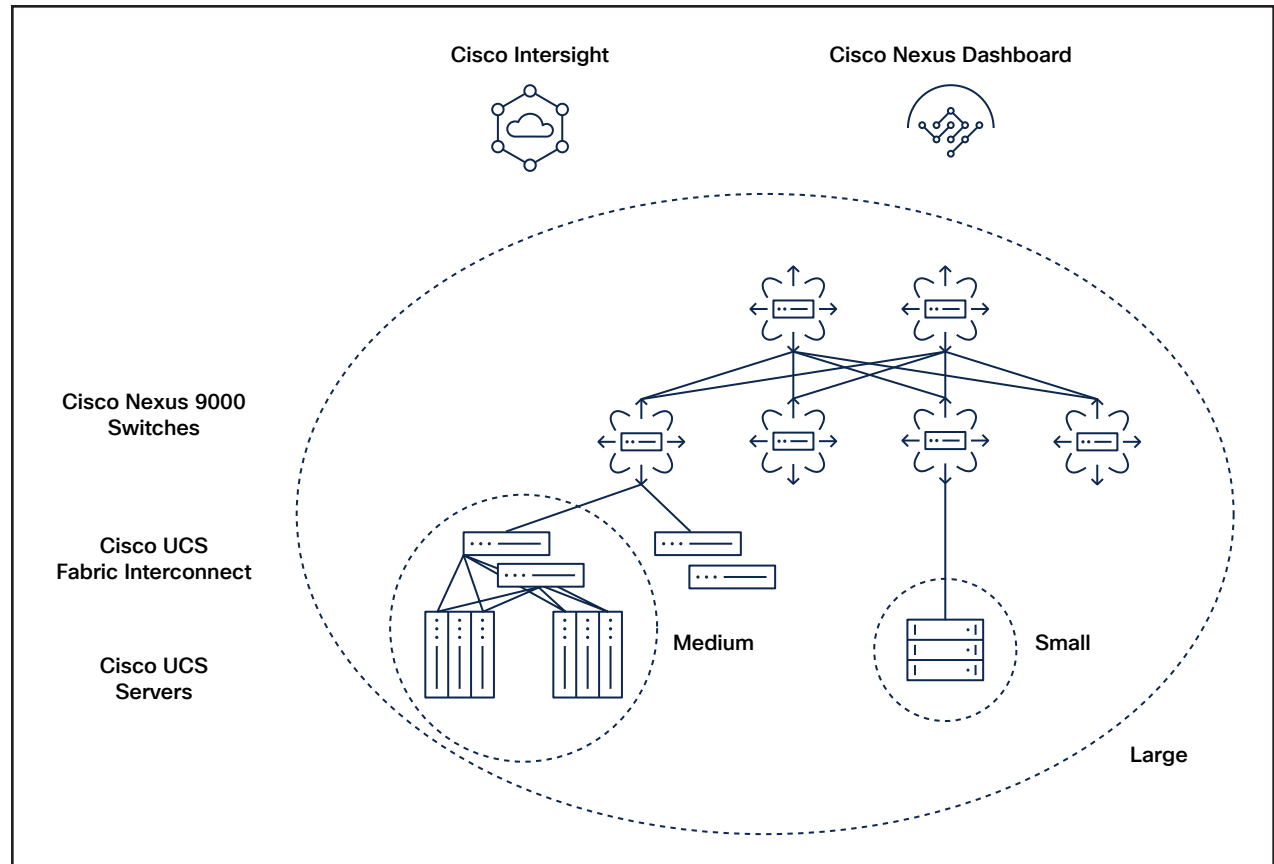 Cisco Intersight
Cisco Nexus Dashboard
Cisco Nexus 9000
Switches
Cisco UCS
Fabric Interconnect
Medium
Small
Cisco UCS
Servers
Large